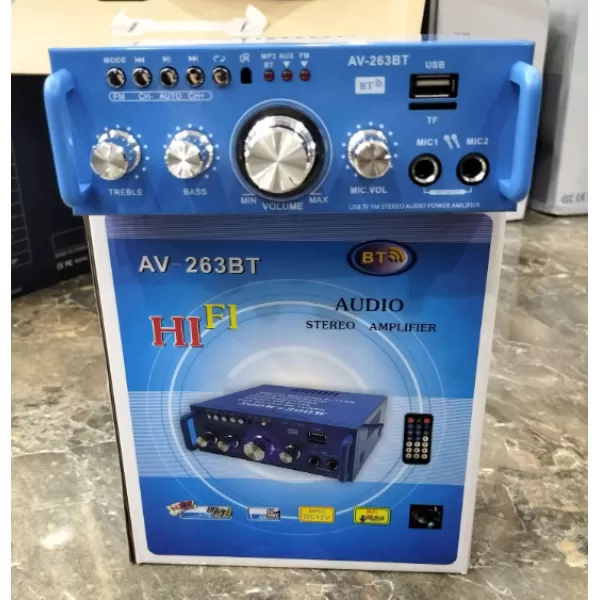 MODE
MP3 AUX FM
BT
AV-263BT
USB
FM CH- AUTO CH+
BT
TF
MIC1 MIC2
TREBLE
BASS
MIN VOLUME MAX
MIC.VOL
USB BT FM STEREO AUDIO POWER AMPLIFIER
AV-263BT
BT
HIFI
AUDIO
STEREO AMPLIFIER
DC12V